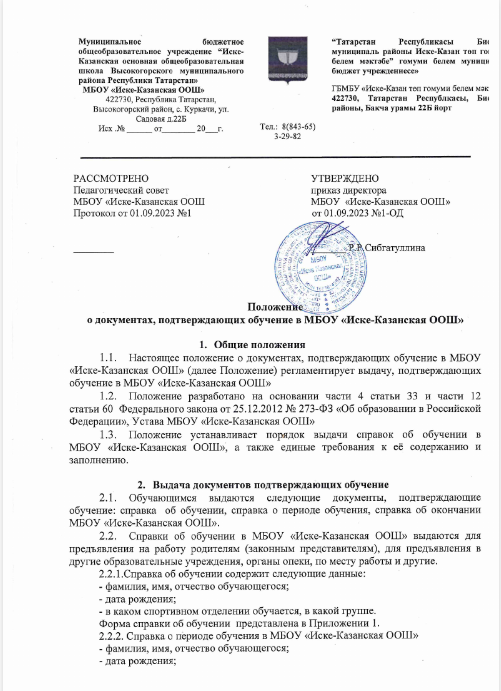 Муниципальное бюджетное
общеобразовательное учреждение "Иске-
Казанская основная общеобразовательная
школа Высокогорского муниципального
района Республики Татарстан»
МБОУ «Иске-Казанская ООШ»
422730, Республика Татарстан,
Высокогорский район, с. Куркачи, ул.
Садовая д.22Б
Исх .№ ______ от________ 20___г.
Тел.: 8(843-65)
3-29-82
“Татарстан Республикасы Би
муниципаль районы Иске-Казан төп гом
белем мәктәбе” гомуми белем муници
бюджет учреждениесе»
ГБМБУ «Иске-Казан төп гомуми белем мәк
422730, Татарстан Республикасы, Би
районы, Бакча урамы 22Б йорт
РАССМОТРЕНО
Педагогический совет
МБОУ «Иске-Казанская ООШ
Протокол от 01.09.2023 №1
________
УТВЕРЖДЕНО
приказ директора
МБОУ «Иске-Казанская ООШ»
от 01.09.2023 №1-ОД
Р.Р.Сибгатуллина
МБОУ
ООШ»
Положение
о документах, подтверждающих обучение в МБОУ «Иске-Казанская ООШ»
1. Общие положения
1.1. Настоящее положение о документах, подтверждающих обучение в МБОУ
«Иске-Казанская ООШ» (далее Положение) регламентирует выдачу, подтверждающих
обучение в МБОУ «Иске-Казанская ООШ»
1.2. Положение разработано на основании части 4 статьи 33 и части 12
статьи 60 Федерального закона от 25.12.2012 № 273-ФЗ «Об образовании в Российской
Федерации», Устава МБОУ «Иске-Казанская ООШ»
1.3. Положение устанавливает порядок выдачи справок об обучении в
МБОУ «Иске-Казанская ООШ», а также единые требования к её содержанию и
заполнению.
2. Выдача документов подтверждающих обучение
2.1. Обучающимся выдаются следующие документы, подтверждающие
обучение: справка об обучении, справка о периоде обучения, справка об окончании
МБОУ «Иске-Казанская ООШ».
2.2. Справки об обучении в МБОУ «Иске-Казанская ООШ» выдаются для
предъявления на работу родителям (законным представителям), для предъявления в
другие образовательные учреждения, органы опеки, по месту работы и другие.
2.2.1.Справка об обучении содержит следующие данные:
- фамилия, имя, отчество обучающегося;
- дата рождения;
- в каком спортивном отделении обучается, в какой группе.
Форма справки об обучении представлена в Приложении 1.
2.2.2. Справка о периоде обучения в МБОУ «Иске-Казанская ООШ»
- фамилия, имя, отчество обучающегося;
- дата рождения;